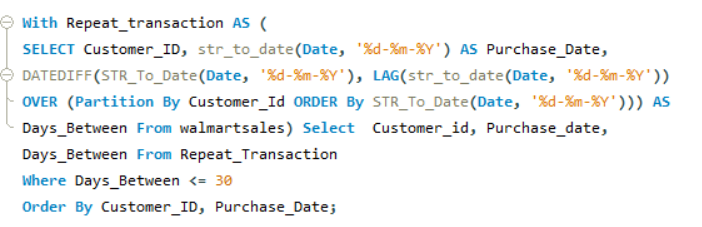 With Repeat_transaction AS (
SELECT Customer_ID, str_to_date(Date, '%d-%m-%Y') AS Purchase_Date,
DATEDIFF(STR_To_Date(Date, '%d-%m-%Y'), LAG(str_to_date(Date, '%d-%m-%Y'))
OVER (Partition By Customer_Id ORDER By STR_To_Date(Date, '%d-%m-%Y'))) AS
Days_Between From walmartsales) Select  Customer_id, Purchase_date,
Days_Between From Repeat_Transaction
Where Days_Between <= 30
Order By Customer_ID, Purchase_Date;